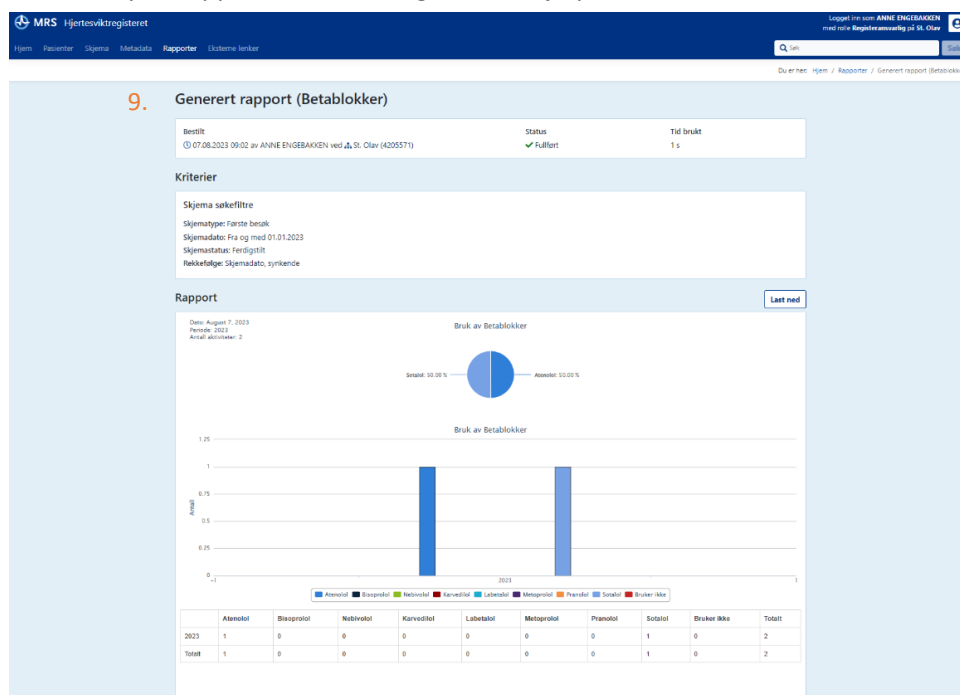 MRS Hjertesviktregisteret
Logget inn som ANNE ENGEBAKKEN
med rolle Registeransvarlig på St. Olav
Hjem Pasienter Skjema Metadata Rapporter Eksterne lenker
Søk
Du er her: Hjem / Rapporter / Generert rapport (Betablokke
9. Generert rapport (Betablokker)
Bestilt Status Tid brukt
07.08.2023 09:02 av ANNE ENGEBAKKEN ved St. Olav (4205571) Fullført 1 s
Kriterier
Skjema søkefiltre
Skjematype: Første besøk
Skjemadato: Fra og med 01.01.2023
Skjemastatus: Ferdigstilt
Rekkefølge: Skjemadato, synkende
Rapport Last ned
Dato: August 7, 2023
Periode: 2023
Antall aktiviteter: 2
Bruk av Betablokker
Sotalol: 50.00 % Atenolol: 50.00 %
Bruk av Betablokker
1.25
1
0.75
Antall
0.5
0.25
0
-1 2023 1
Atenolol Bisoprolol Nebivolol Karvedilol Labetalol Metoprolol Pranolol Sotalol Bruker ikke
Atenolol Bisoprolol Nebivolol Karvedilol Labetalol Metoprolol Pranolol Sotalol Bruker ikke Totalt
2023 1 0 0 0 0 0 0 1 0 2
Totalt 1 0 0 0 0 0 0 1 0 2